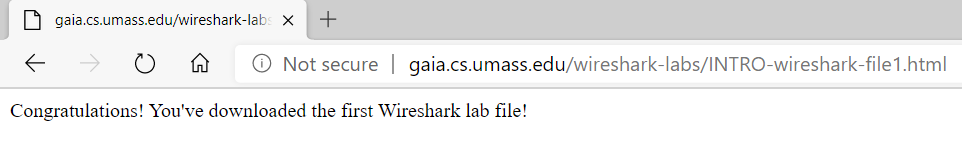 gaia.cs.umass.edu/wireshark-lab
Not secure | gaia.cs.umass.edu/wireshark-labs/INTRO-wireshark-file1.html
Congratulations! You've downloaded the first Wireshark lab file!